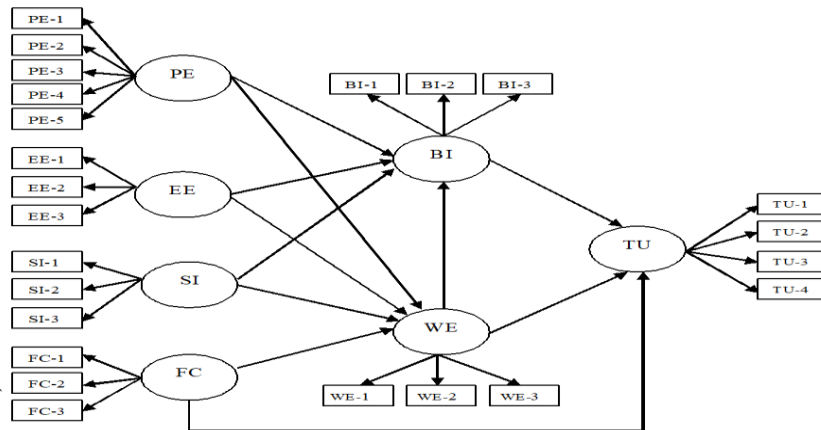 PE-1
PE-2
PE-3
PE-4
PE-5
PE
EE-1
EE-2
EE-3
EE
SI-1
SI-2
SI-3
SI
FC-1
FC-2
FC-3
FC
BI-1
BI-2
BI-3
BI
WE
WE-1
WE-2
WE-3
TU
TU-1
TU-2
TU-3
TU-4